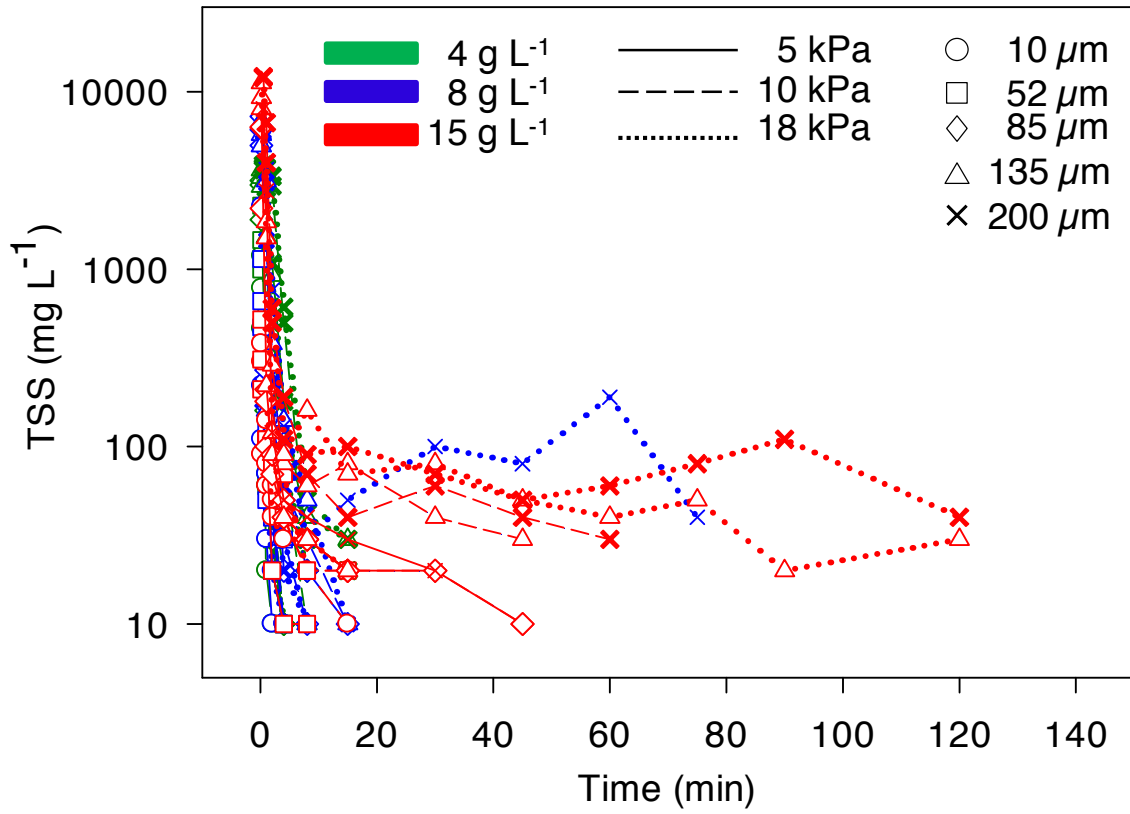 4 g L⁻¹ 5 kPa 10 µm
8 g L⁻¹ 10 kPa 52 µm
15 g L⁻¹ 18 kPa 85 µm
135 µm
200 µm
TSS (mg L⁻¹)
10000
1000
100
10
0 20 40 60 80 100 120 140
Time (min)